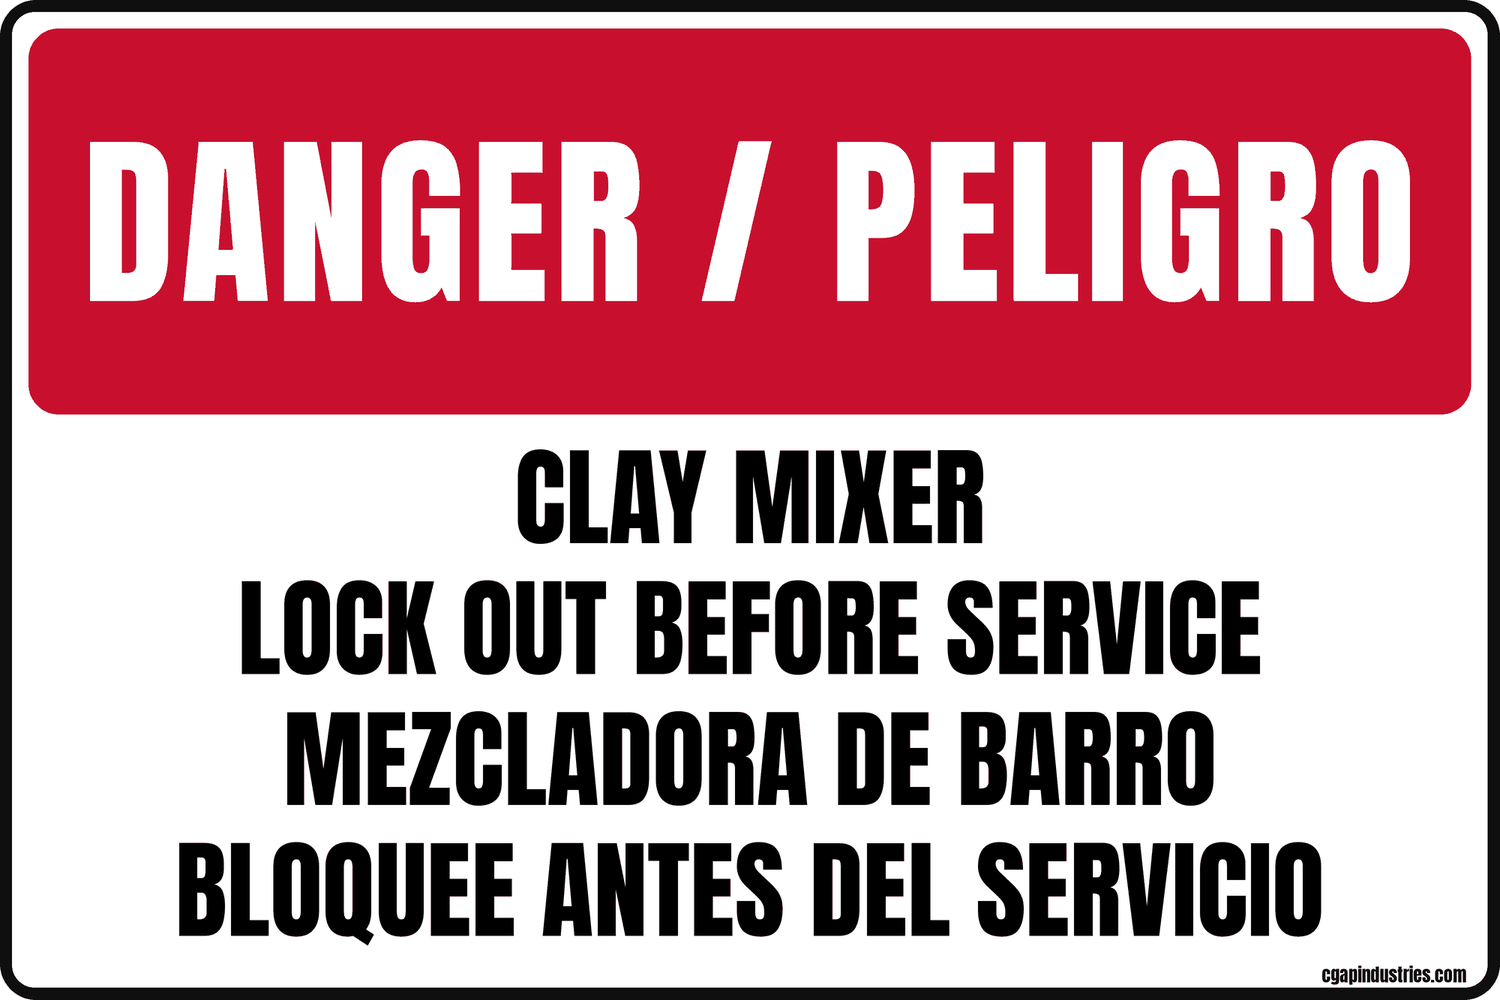 DANGER / PELIGRO
CLAY MIXER
LOCK OUT BEFORE SERVICE
MEZCLADORA DE BARRO
BLOQUEE ANTES DEL SERVICIO
cgapindustries.com